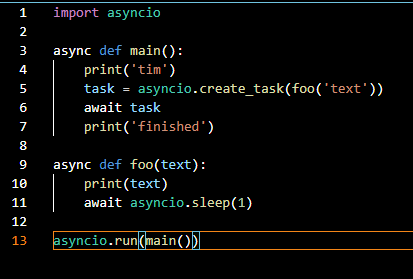 1 import asyncio
2
3 async def main():
4     print('tim')
5     task = asyncio.create_task(foo('text'))
6     await task
7     print('finished')
8
9 async def foo(text):
10     print(text)
11     await asyncio.sleep(1)
12
13 asyncio.run(main())